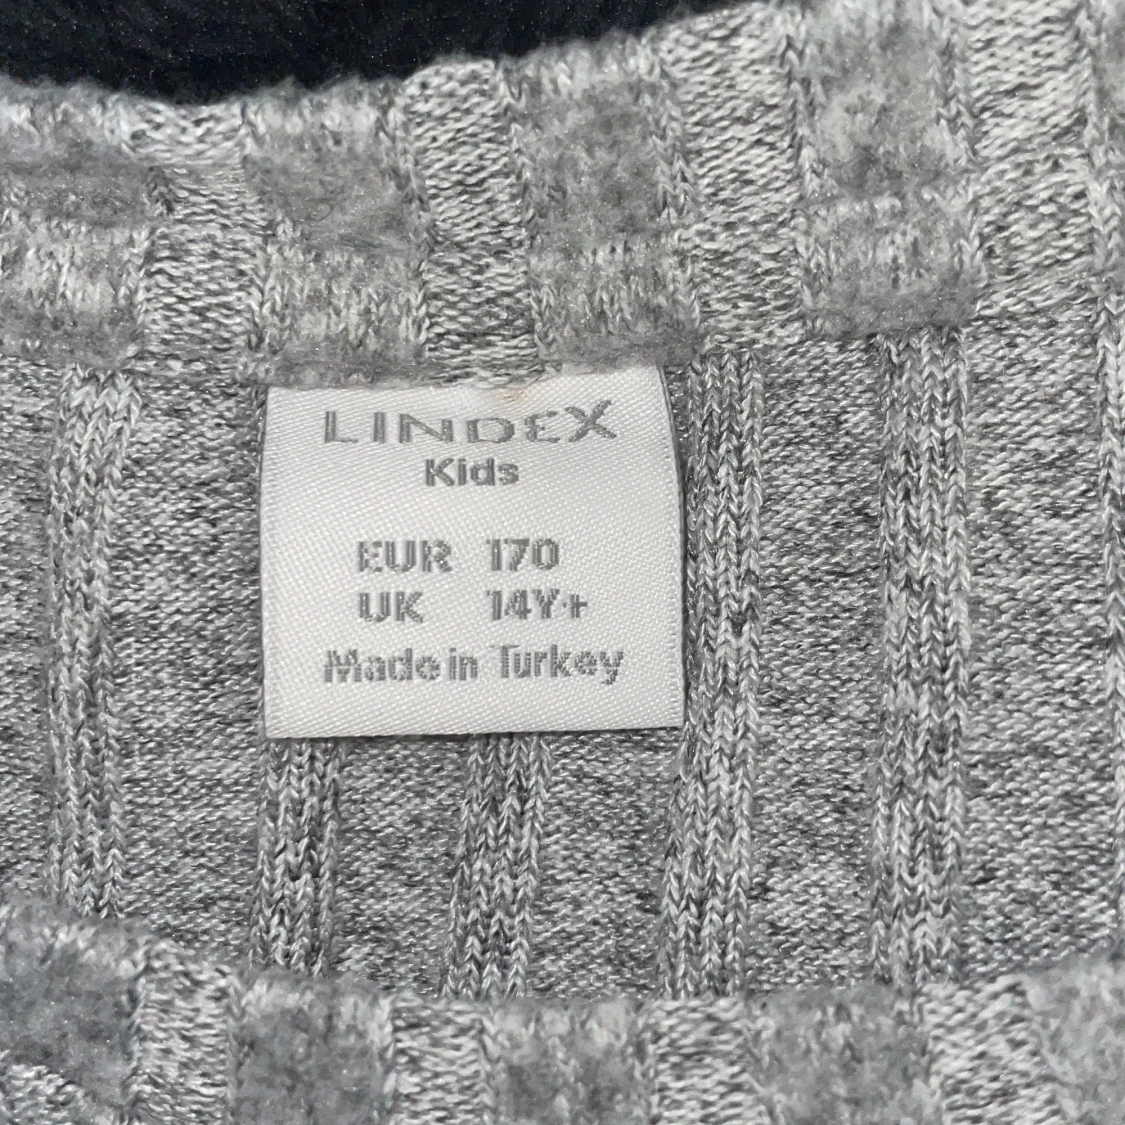 LINDEX
Kids
EUR 170
UK 14Y+
Made in Turkey